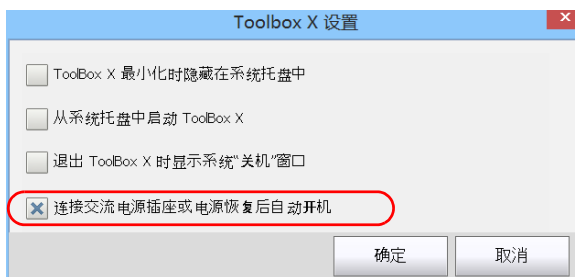 Toolbox X 设置
ToolBox X 最小化时隐藏在系统托盘中
从系统托盘中启动 ToolBox X
退出 ToolBox X 时显示系统"关机"窗口
连接交流电源插座或电源恢复后自动开机
确定
取消